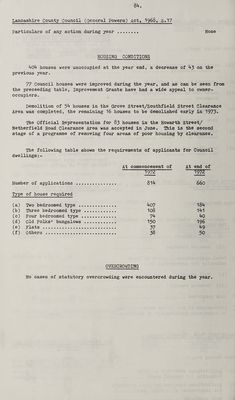 84.
Lancashire County Council (General Powers) Act, 1968, s.17
Particulars of any action during year ........ None
HOUSING CONDITIONS
404 houses were unoccupied at the year end, a decrease of 43 on the
previous year.
77 Council houses were improved during the year, and as can be seen from
the preceding table, Improvement Grants have had a wide appeal to owner-
occupiers.
Demolition of 54 houses in the Grove Street/Southfield Street Clearance
Area was completed, the remaining 16 houses to be demolished early in 1973.
The Official Representation for 83 houses in the Howarth Street/
Netherfield Road Clearance Area was accepted in June. This is the second
stage of a programme of removing four areas of poor housing by clearance.
The following table shows the requirements of applicants for Council
dwellings:-
At commencement of At end of
1972 1972
Number of applications ............... 814 660
Type of house required
(a) Two bedroomed type ............ 407 184
(b) Three bedroomed type .......... 108 141
(c) Four bedroomed type ........... 74 40
(d) Old Folks' bungalows .......... 150 196
(e) Flats ......................... 37 49
(f) Others ........................ 38 50
OVERCROWDING
No cases of statutory overcrowding were encountered during the year.